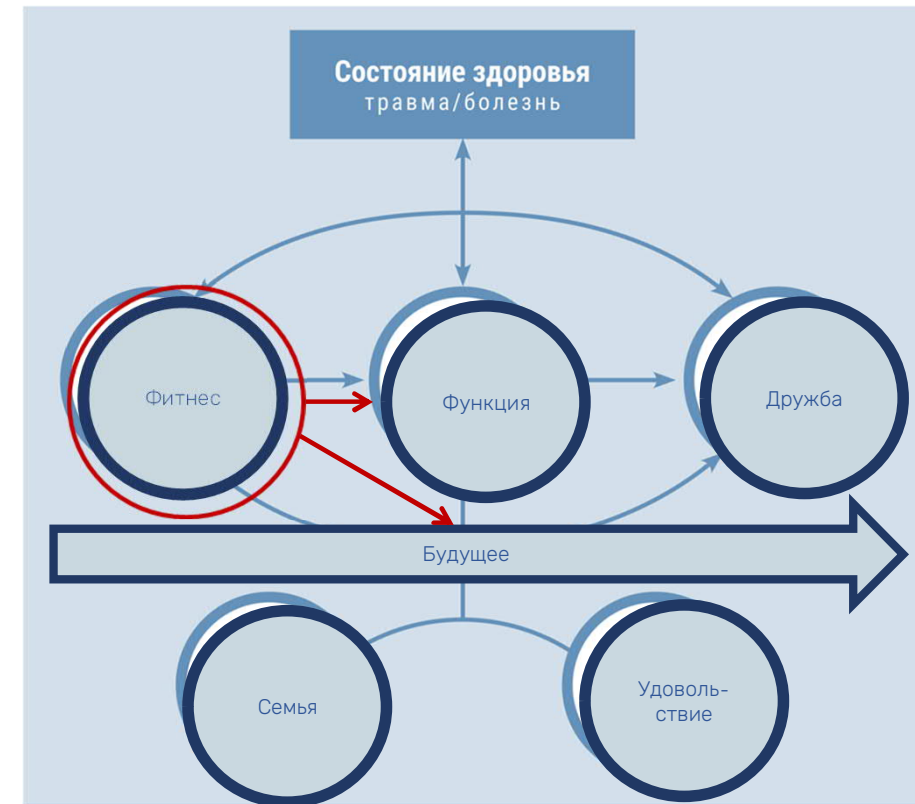 Состояние здоровья
травма/болезнь
Фитнес
Функция
Дружба
Будущее
Семья
Удоволь-
ствие